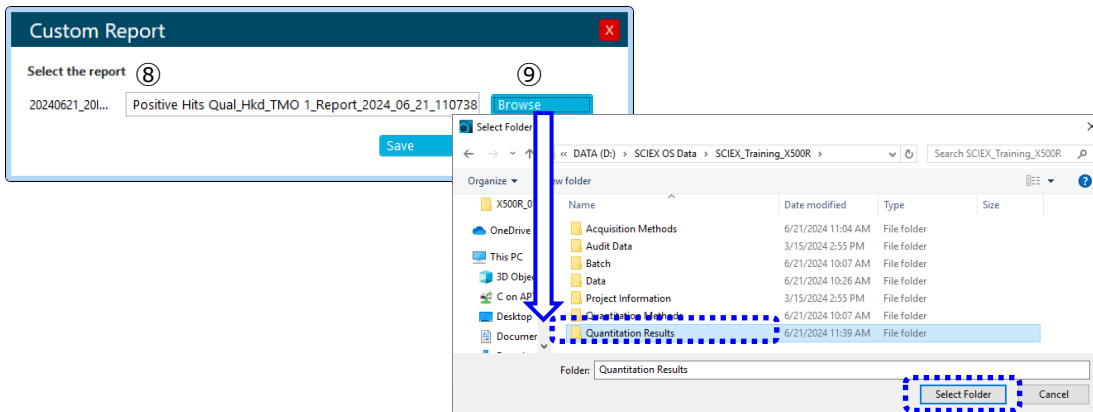 Custom Report
X
Select the report ⑧ ⑨
20240621_20I... Positive Hits Qual_Hkd_TMO 1_Report_2024_06_21_110738 Browse
Save
Select Folder
« DATA (D:) › SCIEX OS Data › SCIEX_Training_X500R › Search SCIEX_Training_X500R
Organize ew folder
Name Date modified Type Size
X500R_0
OneDrive
This PC
3D Obje
C on AP
Desktop
Documer
Acquisition Methods 6/21/2024 11:04 AM File folder
Audit Data 3/15/2024 2:55 PM File folder
Batch 6/21/2024 10:07 AM File folder
Data 6/21/2024 10:26 AM File folder
Project Information 3/15/2024 2:55 PM File folder
Quantitation Methods 6/21/2024 10:07 AM File folder
Quantitation Results 6/21/2024 11:39 AM File folder
Folder: Quantitation Results
Select Folder Cancel